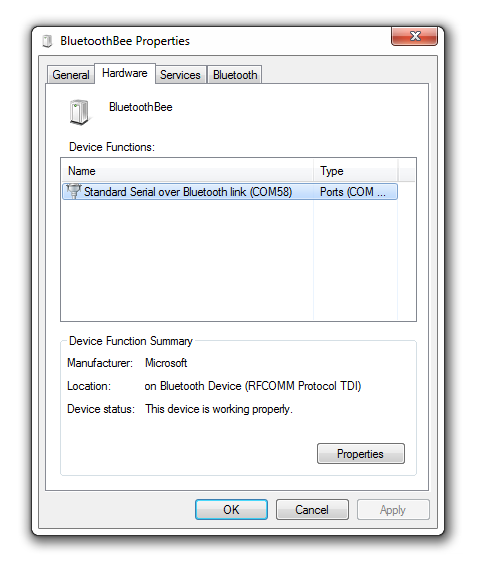 BluetoothBee Properties
General Hardware Services Bluetooth
BluetoothBee
Device Functions:
Name Type
Standard Serial over Bluetooth link (COM58) Ports (COM ...
Device Function Summary
Manufacturer: Microsoft
Location: on Bluetooth Device (RFCOMM Protocol TDI)
Device status: This device is working properly.
Properties
OK Cancel Apply